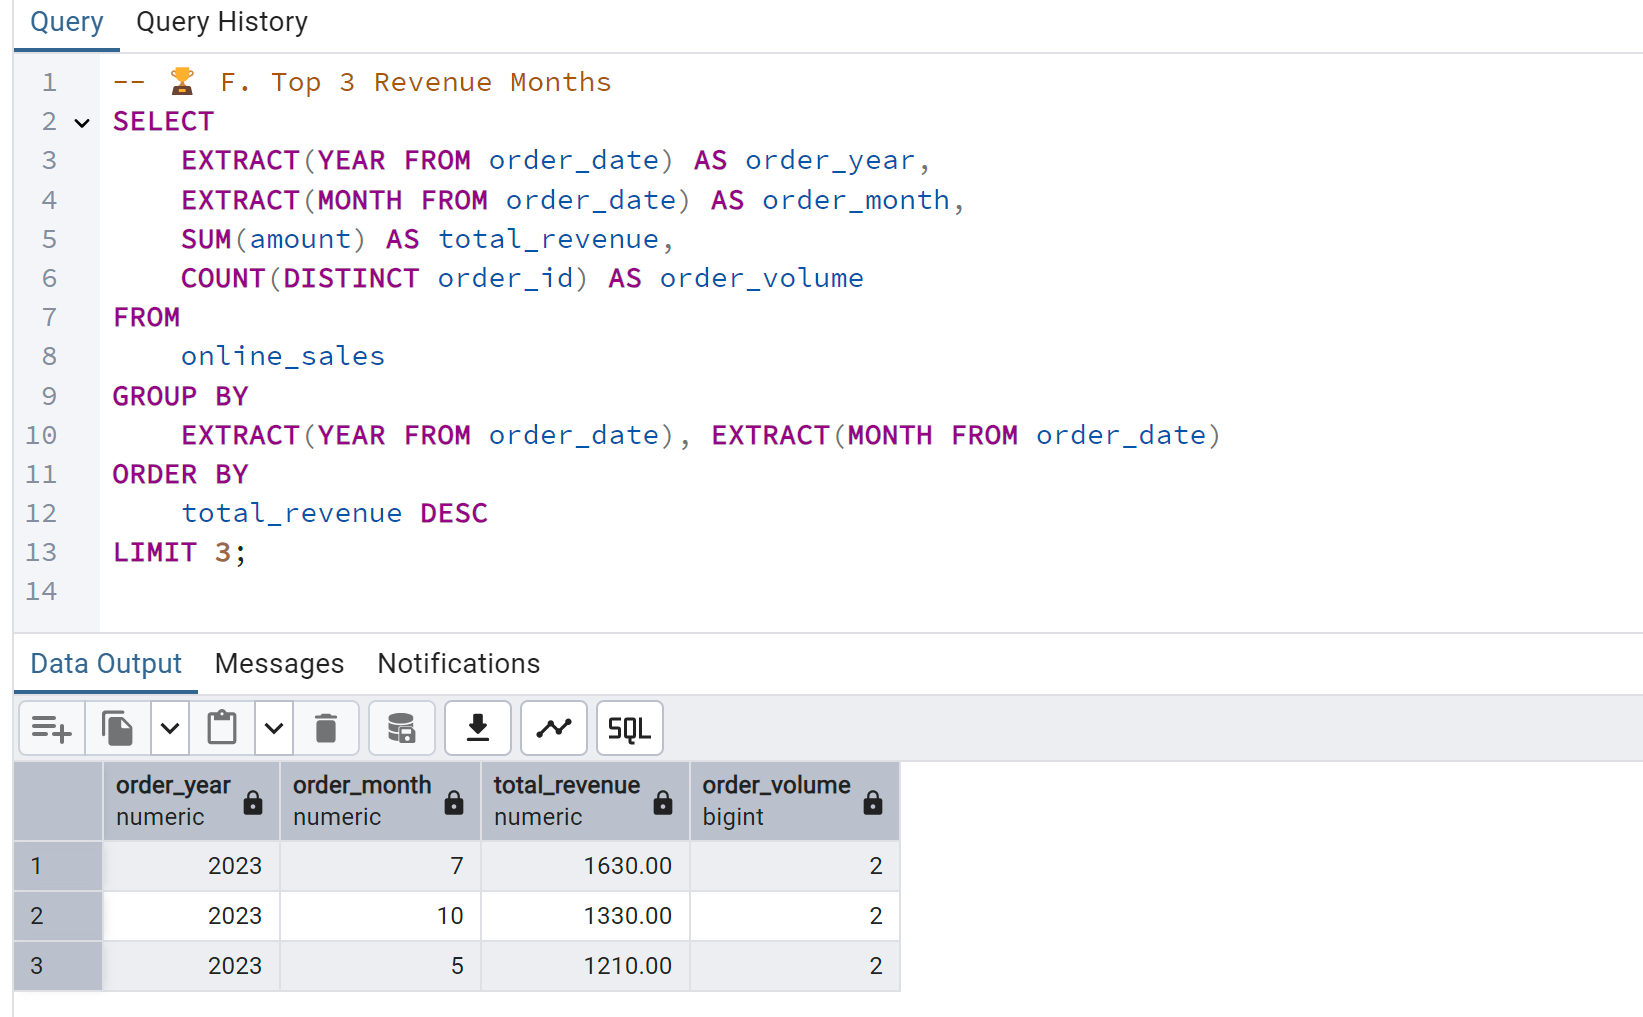 Query Query History
1 -- 🏆 F. Top 3 Revenue Months
2 SELECT
3 EXTRACT(YEAR FROM order_date) AS order_year,
4 EXTRACT(MONTH FROM order_date) AS order_month,
5 SUM(amount) AS total_revenue,
6 COUNT(DISTINCT order_id) AS order_volume
7 FROM
8 online_sales
9 GROUP BY
10 EXTRACT(YEAR FROM order_date), EXTRACT(MONTH FROM order_date)
11 ORDER BY
12 total_revenue DESC
13 LIMIT 3;
14
Data Output Messages Notifications
SQL
order_year order_month total_revenue order_volume
numeric numeric numeric bigint
1 2023 7 1630.00 2
2 2023 10 1330.00 2
3 2023 5 1210.00 2